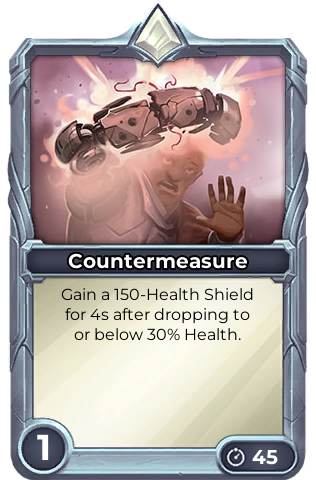 Countermeasure
Gain a 150-Health Shield
for 4s after dropping to
or below 30% Health.
1
45